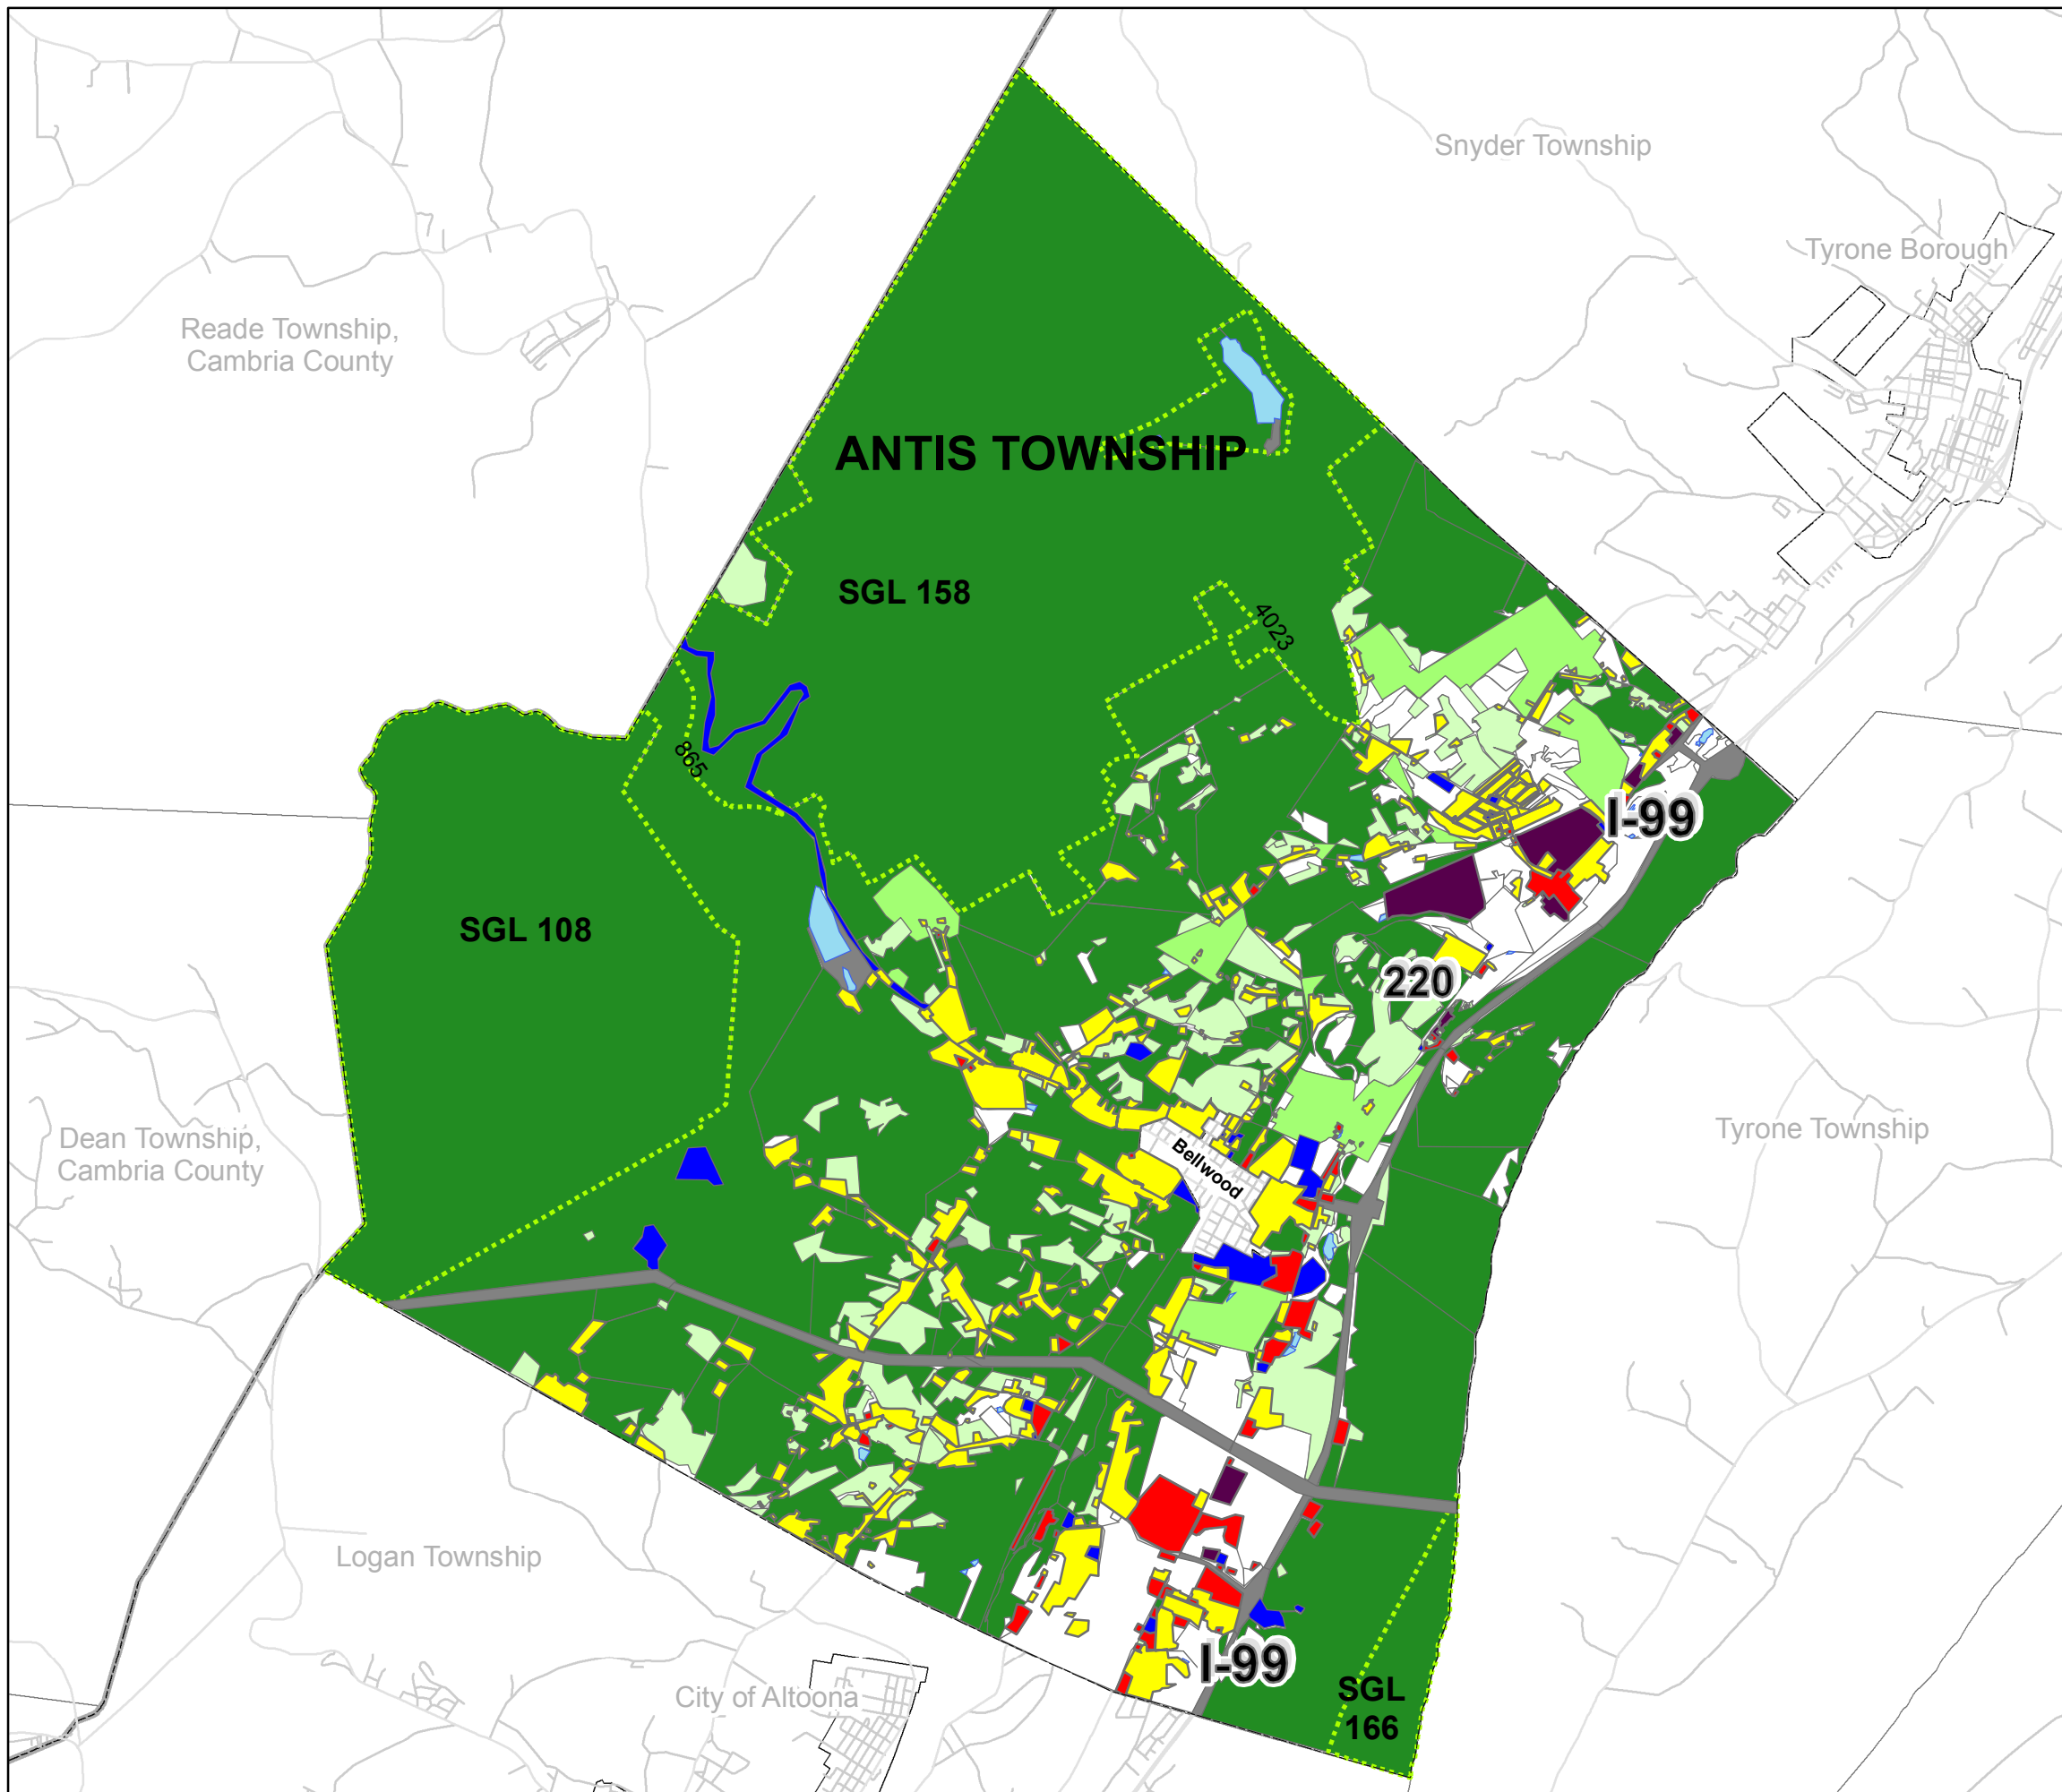 Snyder Township
Tyrone Borough
Reade Township,
Cambria County
ANTIS TOWNSHIP
SGL 158
4023
865
I-99
SGL 108
220
Dean Township,
Cambria County
Tyrone Township
Bellwood
Logan Township
I-99
City of Altoona
SGL
166